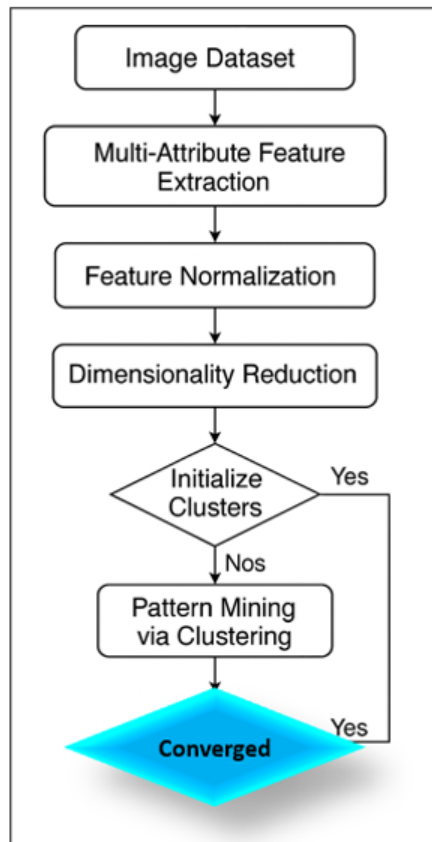 Image Dataset
Multi-Attribute Feature
Extraction
Feature Normalization
Dimensionality Reduction
Initialize
Clusters
Yes
Nos
Pattern Mining
via Clustering
Converged
Yes